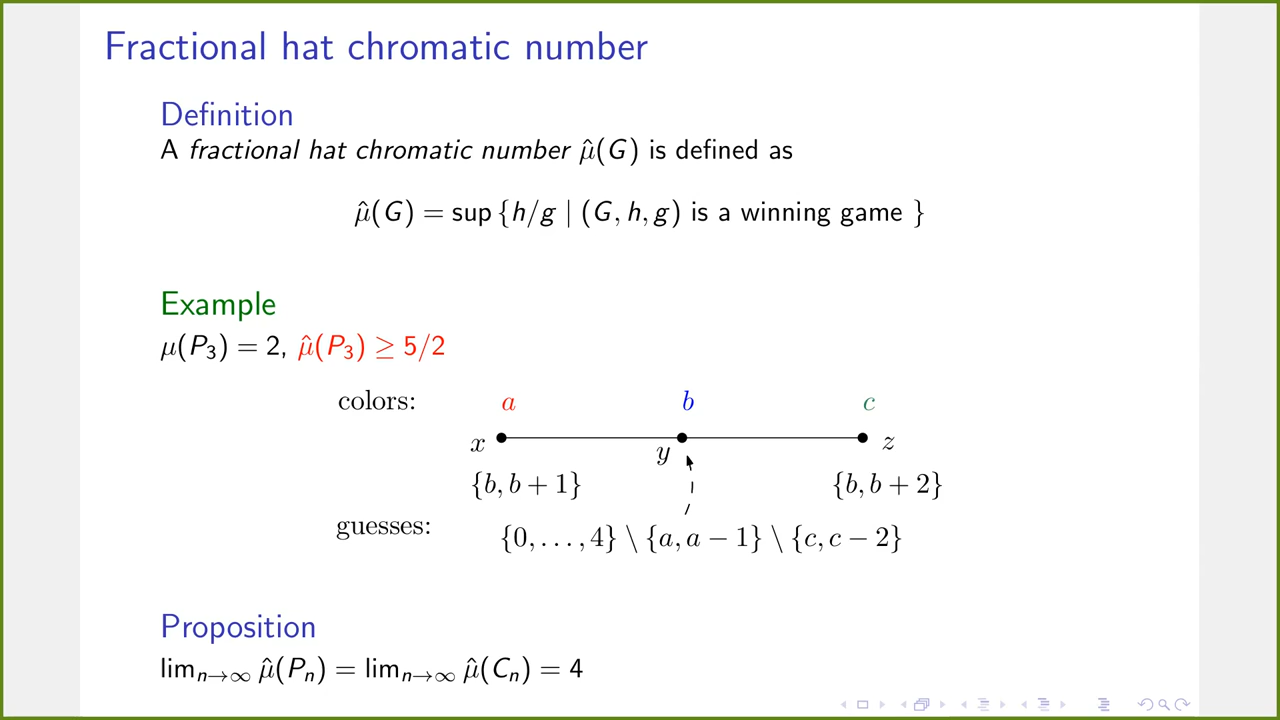 Fractional hat chromatic number
Definition
A fractional hat chromatic number μ̂(G) is defined as
μ̂(G) = sup {h/g | (G, h, g) is a winning game }
Example
μ(P₃) = 2, μ̂(P₃) ≥ 5/2
colors: a b c
x y z
{b, b + 1} {b, b + 2}
guesses: {0, . . . , 4} \ {a, a − 1} \ {c, c − 2}
Proposition
limₙ→∞ μ̂(Pₙ) = limₙ→∞ μ̂(Cₙ) = 4